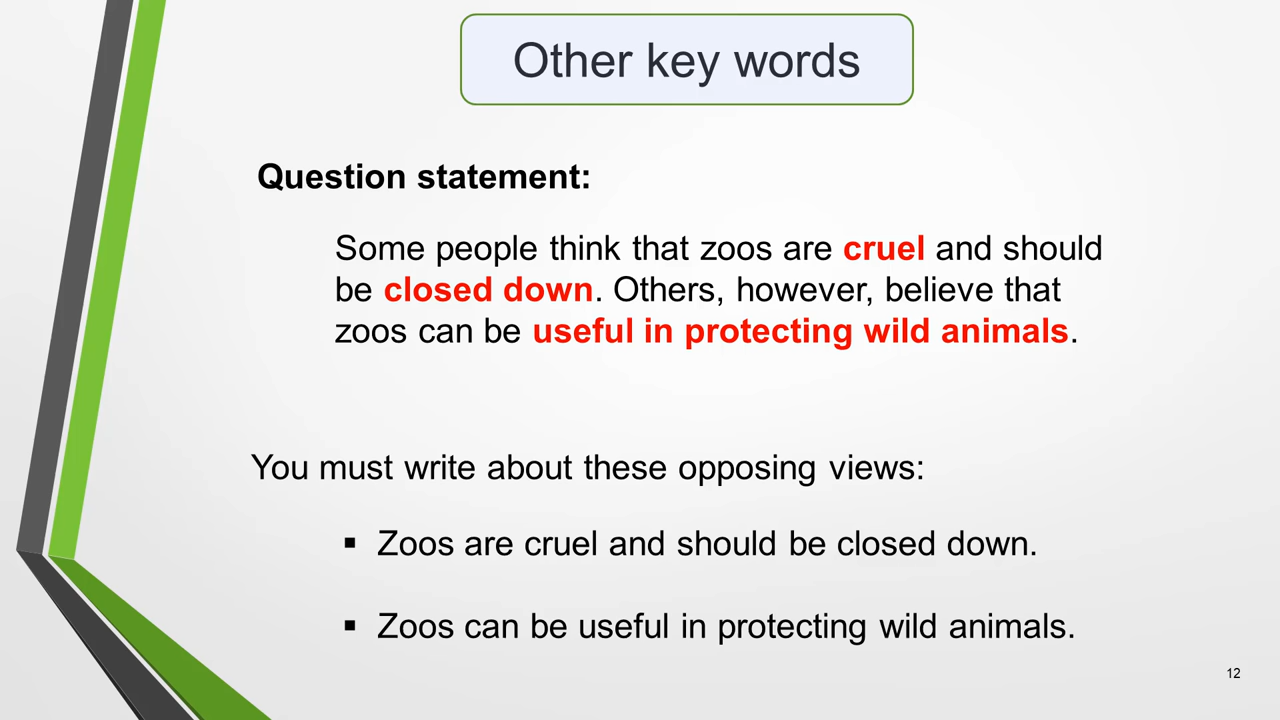 Other key words
Question statement:
Some people think that zoos are cruel and should
be closed down. Others, however, believe that
zoos can be useful in protecting wild animals.
You must write about these opposing views:
▪ Zoos are cruel and should be closed down.
▪ Zoos can be useful in protecting wild animals.
12